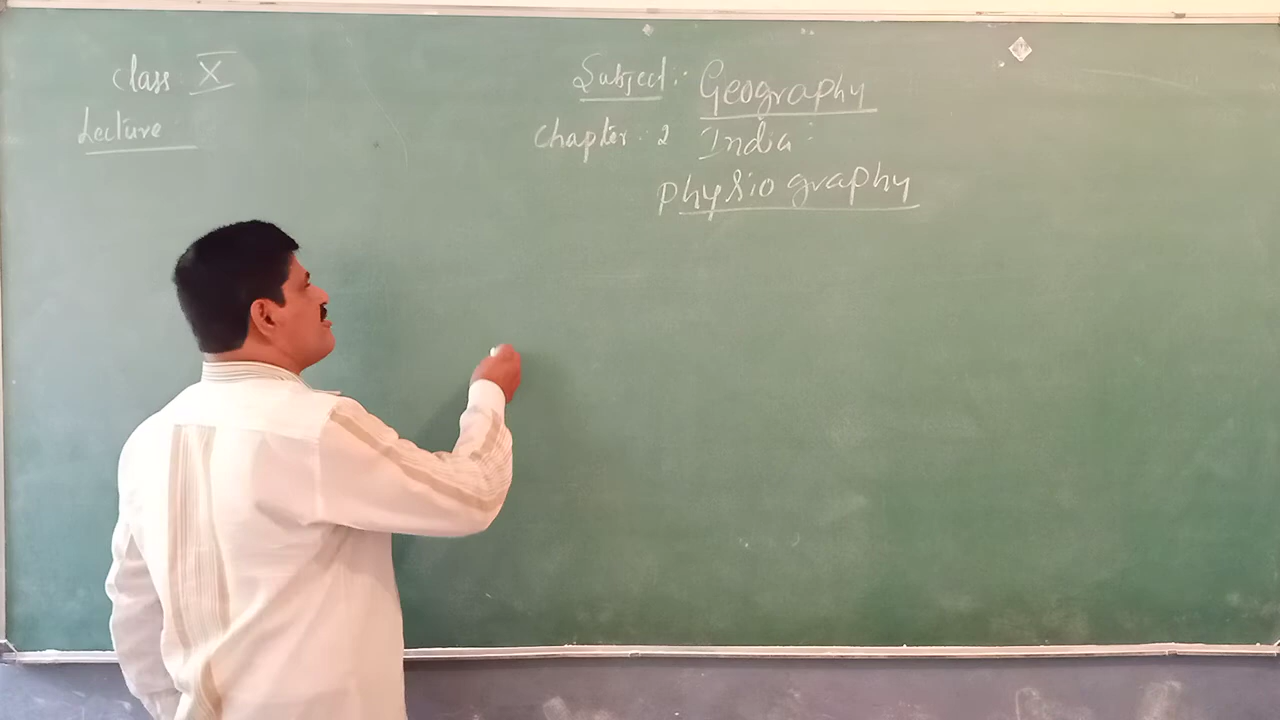 Class : X
Lecture :
Subject :- Geography
Chapter :- 2 India :
Physiography